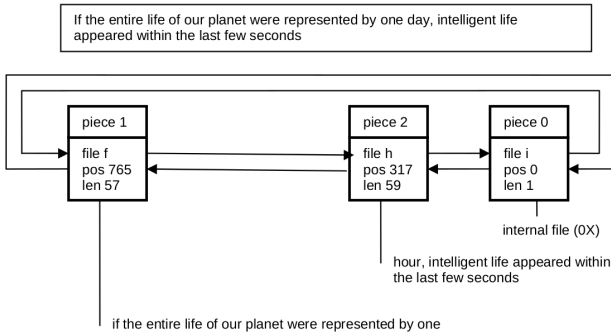 If the entire life of our planet were represented by one day, intelligent life
appeared within the last few seconds
piece 1
file f
pos 765
len 57
piece 2
file h
pos 317
len 59
piece 0
file i
pos 0
len 1
internal file (0X)
hour, intelligent life appeared within
the last few seconds
if the entire life of our planet were represented by one